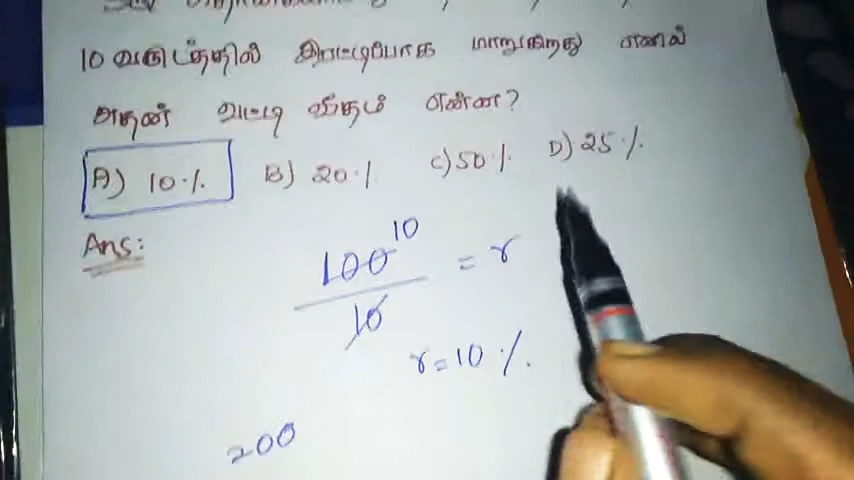 10 வருடத்தில் இரட்டிப்பாக மாறுகிறது எனில்
அதன் வட்டி வீதம் என்ன?
A) 10% B) 20% C) 50% D) 25%
Ans:
100 10
= r
10
r = 10%
200